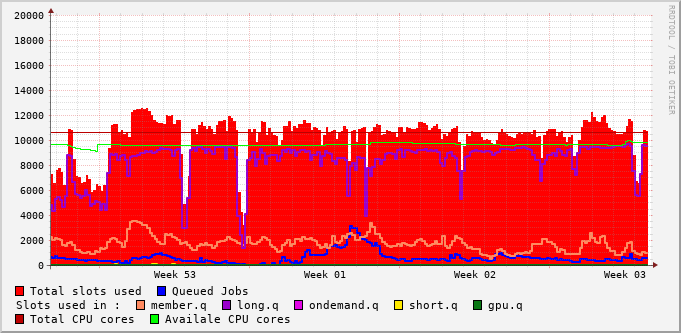 RRDTOOL / TOBI OETIKER
20000
18000
16000
14000
12000
10000
8000
6000
4000
2000
0
Week 53 Week 01 Week 02 Week 03
Total slots used Queued Jobs
Slots used in : member.q long.q ondemand.q short.q gpu.q
Total CPU cores Availale CPU cores